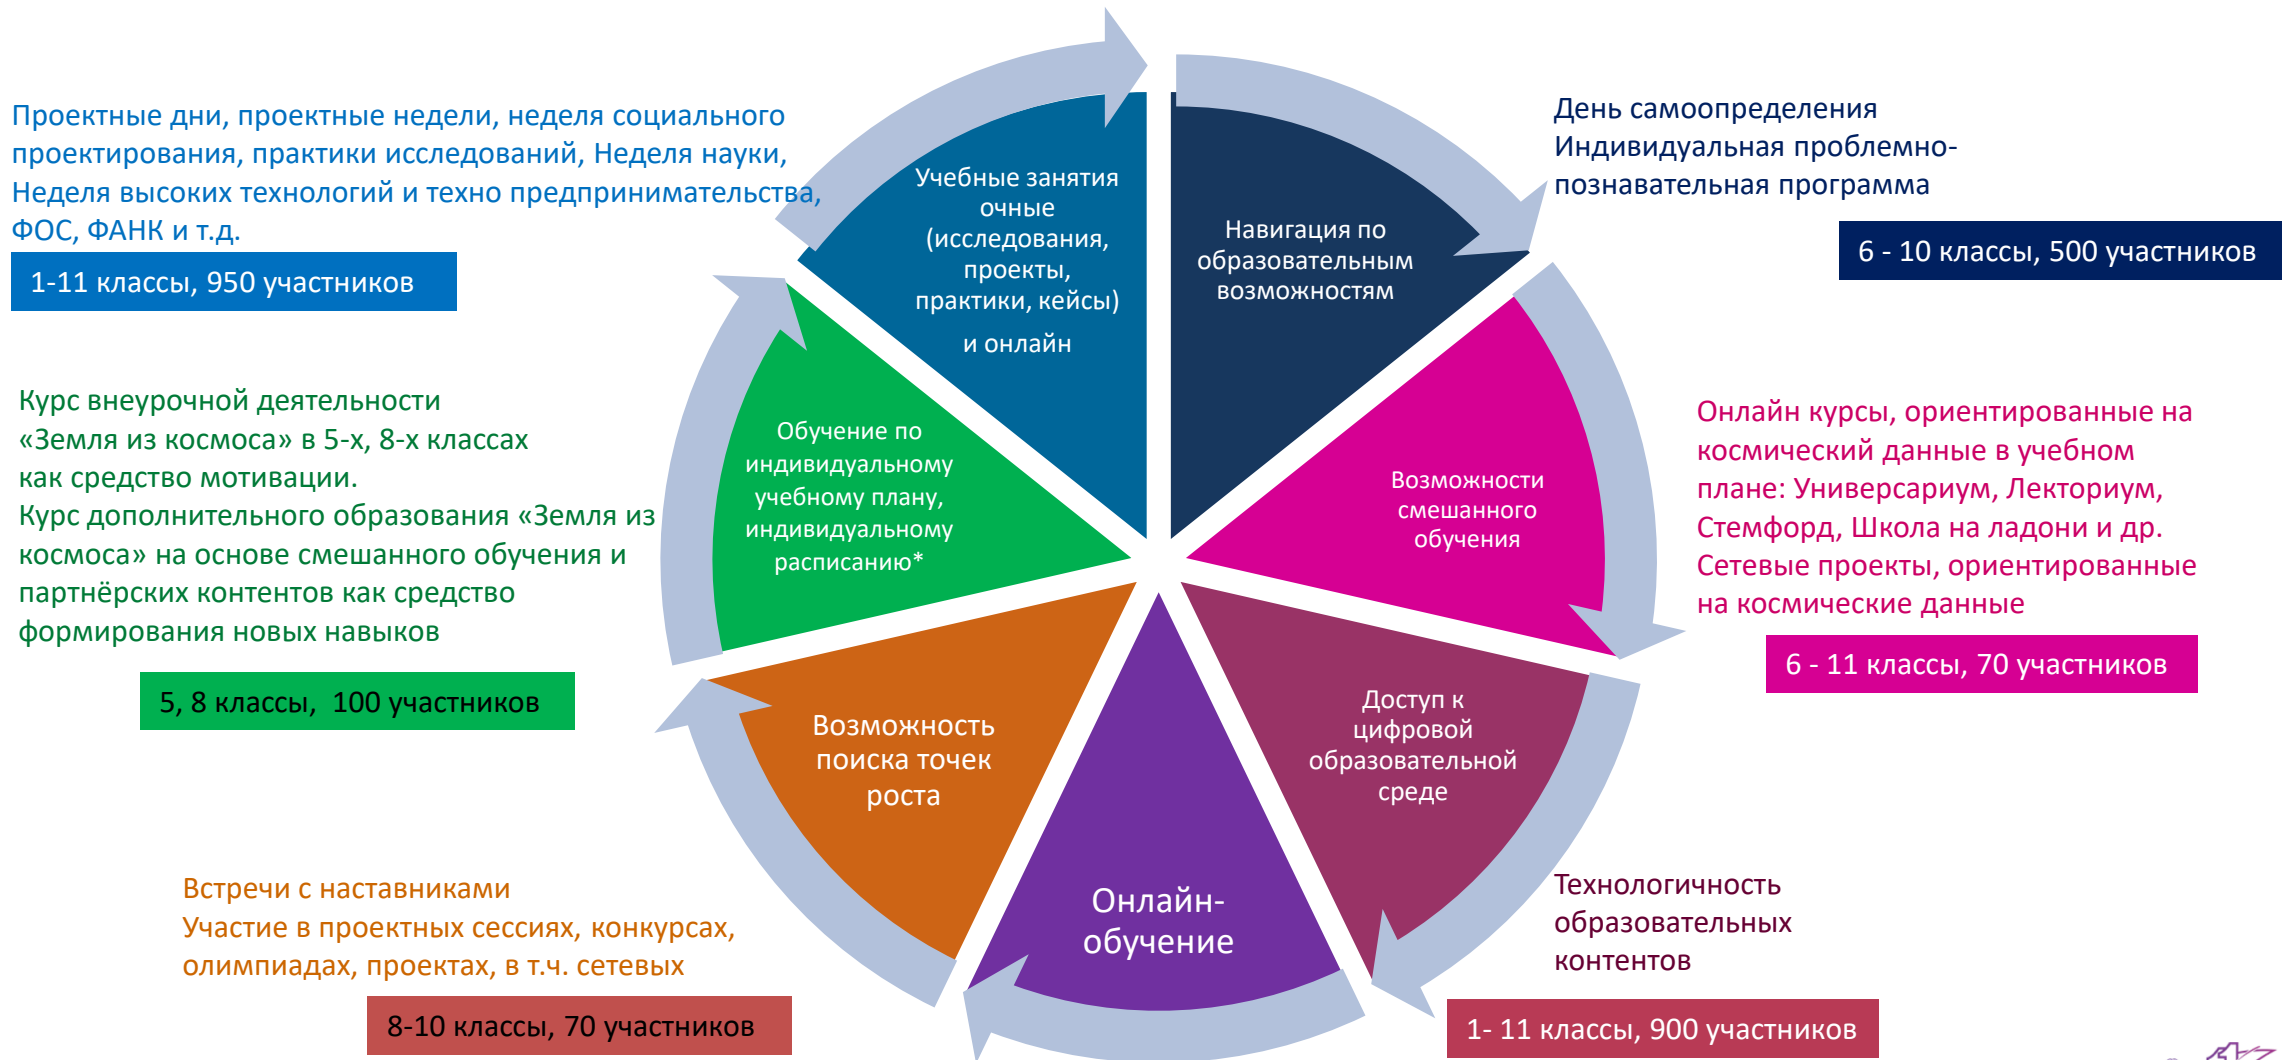 Проектные дни, проектные недели, неделя социального
проектирования, практики исследований, Неделя науки,
Неделя высоких технологий и техно предпринимательства,
ФОС, ФАНК и т.д.
1-11 классы, 950 участников
Учебные занятия
очные
(исследования,
проекты,
практики, кейсы)
и онлайн
Навигация по
образовательным
возможностям
День самоопределения
Индивидуальная проблемно-
познавательная программа
6 - 10 классы, 500 участников
Курс внеурочной деятельности
«Земля из космоса» в 5-х, 8-х классах
как средство мотивации.
Курс дополнительного образования «Земля из
космоса» на основе смешанного обучения и
партнёрских контентов как средство
формирования новых навыков
5, 8 классы, 100 участников
Обучение по
индивидуальному
учебному плану,
индивидуальному
расписанию*
Возможности
смешанного
обучения
Онлайн курсы, ориентированные на
космический данные в учебном
плане: Универсариум, Лекториум,
Стемфорд, Школа на ладони и др.
Сетевые проекты, ориентированные
на космические данные
6 - 11 классы, 70 участников
Возможность
поиска точек
роста
Доступ к
цифровой
образовательной
среде
Встречи с наставниками
Участие в проектных сессиях, конкурсах,
олимпиадах, проектах, в т.ч. сетевых
8-10 классы, 70 участников
Онлайн-
обучение
Технологичность
образовательных
контентов
1- 11 классы, 900 участников